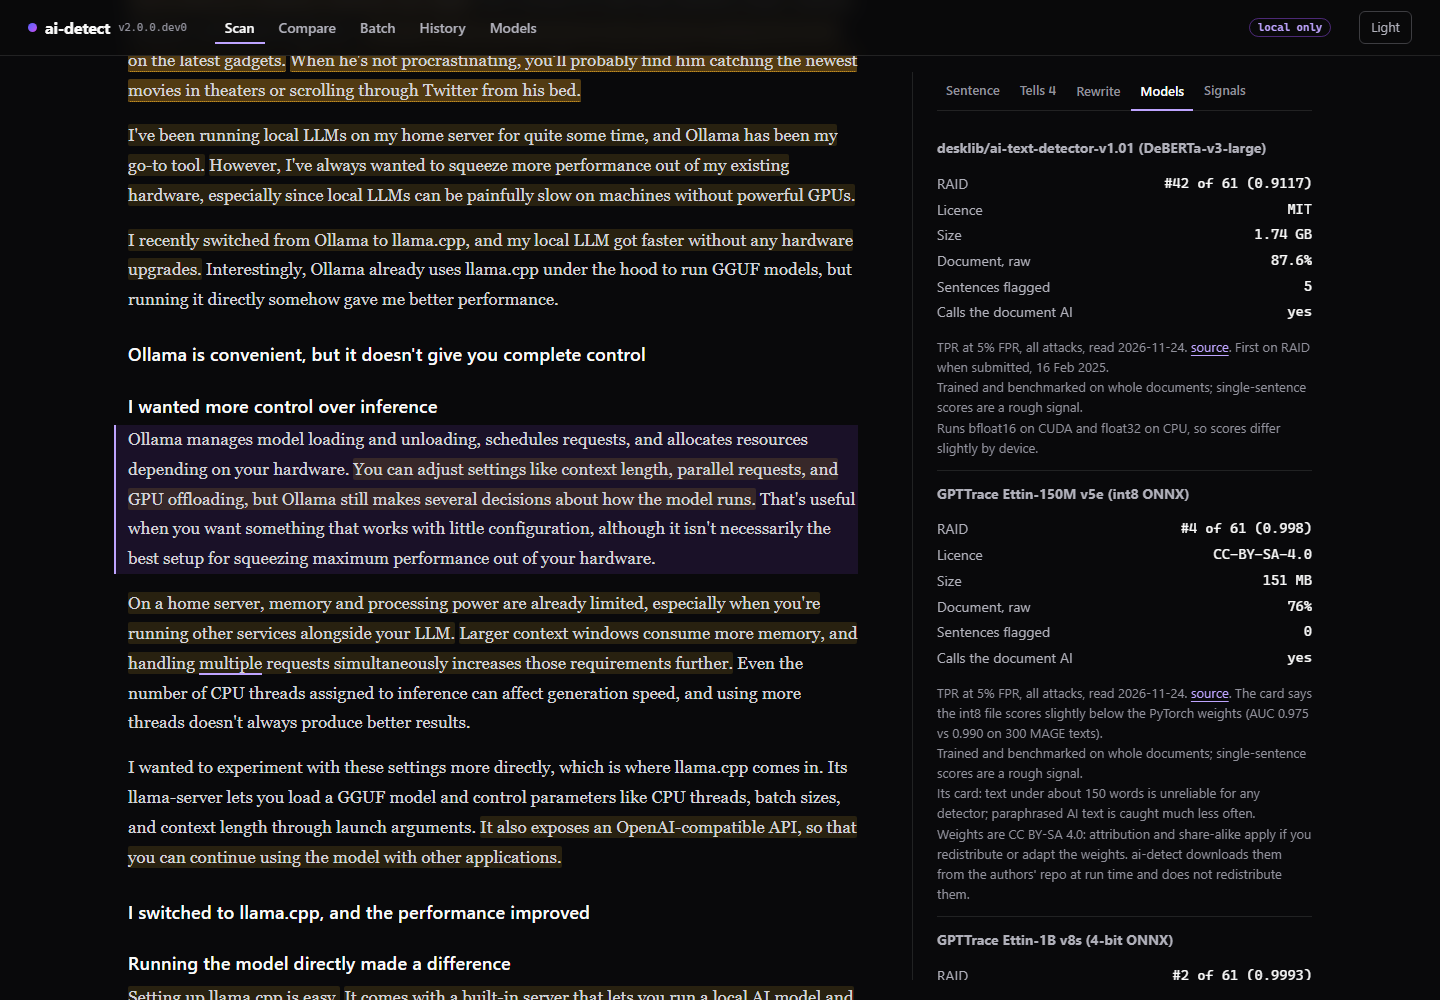 ai-detect v2.0.0.dev0 Scan Compare Batch History Models local only Light
on the latest gadgets. When he's not procrastinating, you'll probably find him catching the newest
movies in theaters or scrolling through Twitter from his bed.
I've been running local LLMs on my home server for quite some time, and Ollama has been my
go-to tool. However, I've always wanted to squeeze more performance out of my existing
hardware, especially since local LLMs can be painfully slow on machines without powerful GPUs.
I recently switched from Ollama to llama.cpp, and my local LLM got faster without any hardware
upgrades. Interestingly, Ollama already uses llama.cpp under the hood to run GGUF models, but
running it directly somehow gave me better performance.
Ollama is convenient, but it doesn't give you complete control
I wanted more control over inference
Ollama manages model loading and unloading, schedules requests, and allocates resources
depending on your hardware. You can adjust settings like context length, parallel requests, and
GPU offloading, but Ollama still makes several decisions about how the model runs. That's useful
when you want something that works with little configuration, although it isn't necessarily the
best setup for squeezing maximum performance out of your hardware.
On a home server, memory and processing power are already limited, especially when you're
running other services alongside your LLM. Larger context windows consume more memory, and
handling multiple requests simultaneously increases those requirements further. Even the
number of CPU threads assigned to inference can affect generation speed, and using more
threads doesn't always produce better results.
I wanted to experiment with these settings more directly, which is where llama.cpp comes in. Its
llama-server lets you load a GGUF model and control parameters like CPU threads, batch sizes,
and context length through launch arguments. It also exposes an OpenAI-compatible API, so that
you can continue using the model with other applications.
I switched to llama.cpp, and the performance improved
Running the model directly made a difference
Setting up llama.cpp is easy. It comes with a built-in server that lets you run a local AI model and
Sentence Tells 4 Rewrite Models Signals
desklib/ai-text-detector-v1.01 (DeBERTa-v3-large)
RAID #42 of 61 (0.9117)
Licence MIT
Size 1.74 GB
Document, raw 87.6%
Sentences flagged 5
Calls the document AI yes
TPR at 5% FPR, all attacks, read 2026-11-24. source. First on RAID
when submitted, 16 Feb 2025.
Trained and benchmarked on whole documents; single-sentence
scores are a rough signal.
Runs bfloat16 on CUDA and float32 on CPU, so scores differ
slightly by device.
GPTTrace Ettin-150M v5e (int8 ONNX)
RAID #4 of 61 (0.998)
Licence CC-BY-SA-4.0
Size 151 MB
Document, raw 76%
Sentences flagged 0
Calls the document AI yes
TPR at 5% FPR, all attacks, read 2026-11-24. source. The card says
the int8 file scores slightly below the PyTorch weights (AUC 0.975
vs 0.990 on 300 MAGE texts).
Trained and benchmarked on whole documents; single-sentence
scores are a rough signal.
Its card: text under about 150 words is unreliable for any
detector; paraphrased AI text is caught much less often.
Weights are CC BY-SA 4.0: attribution and share-alike apply if you
redistribute or adapt the weights. ai-detect downloads them
from the authors' repo at run time and does not redistribute
them.
GPTTrace Ettin-1B v8s (4-bit ONNX)
RAID #2 of 61 (0.9993)